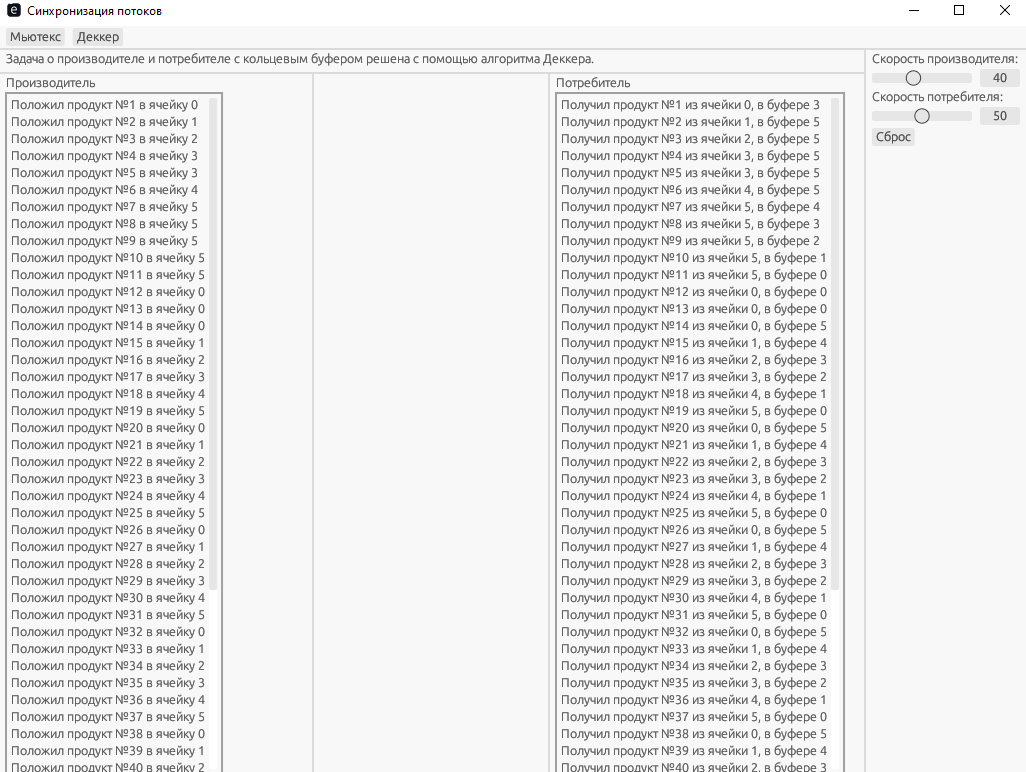 Синхронизация потоков
Мьютекс Деккер
Задача о производителе и потребителе с кольцевым буфером решена с помощью алгоритма Деккера.
Производитель
Положил продукт №1 в ячейку 0
Положил продукт №2 в ячейку 1
Положил продукт №3 в ячейку 2
Положил продукт №4 в ячейку 3
Положил продукт №5 в ячейку 3
Положил продукт №6 в ячейку 4
Положил продукт №7 в ячейку 5
Положил продукт №8 в ячейку 5
Положил продукт №9 в ячейку 5
Положил продукт №10 в ячейку 5
Положил продукт №11 в ячейку 5
Положил продукт №12 в ячейку 0
Положил продукт №13 в ячейку 0
Положил продукт №14 в ячейку 0
Положил продукт №15 в ячейку 1
Положил продукт №16 в ячейку 2
Положил продукт №17 в ячейку 3
Положил продукт №18 в ячейку 4
Положил продукт №19 в ячейку 5
Положил продукт №20 в ячейку 0
Положил продукт №21 в ячейку 1
Положил продукт №22 в ячейку 2
Положил продукт №23 в ячейку 3
Положил продукт №24 в ячейку 4
Положил продукт №25 в ячейку 5
Положил продукт №26 в ячейку 0
Положил продукт №27 в ячейку 1
Положил продукт №28 в ячейку 2
Положил продукт №29 в ячейку 3
Положил продукт №30 в ячейку 4
Положил продукт №31 в ячейку 5
Положил продукт №32 в ячейку 0
Положил продукт №33 в ячейку 1
Положил продукт №34 в ячейку 2
Положил продукт №35 в ячейку 3
Положил продукт №36 в ячейку 4
Положил продукт №37 в ячейку 5
Положил продукт №38 в ячейку 0
Положил продукт №39 в ячейку 1
Положил продукт №40 в ячейку 2
Потребитель
Получил продукт №1 из ячейки 0, в буфере 3
Получил продукт №2 из ячейки 1, в буфере 5
Получил продукт №3 из ячейки 2, в буфере 5
Получил продукт №4 из ячейки 3, в буфере 5
Получил продукт №5 из ячейки 3, в буфере 5
Получил продукт №6 из ячейки 4, в буфере 5
Получил продукт №7 из ячейки 5, в буфере 4
Получил продукт №8 из ячейки 5, в буфере 3
Получил продукт №9 из ячейки 5, в буфере 2
Получил продукт №10 из ячейки 5, в буфере 1
Получил продукт №11 из ячейки 5, в буфере 0
Получил продукт №12 из ячейки 0, в буфере 0
Получил продукт №13 из ячейки 0, в буфере 0
Получил продукт №14 из ячейки 0, в буфере 5
Получил продукт №15 из ячейки 1, в буфере 4
Получил продукт №16 из ячейки 2, в буфере 3
Получил продукт №17 из ячейки 3, в буфере 2
Получил продукт №18 из ячейки 4, в буфере 1
Получил продукт №19 из ячейки 5, в буфере 0
Получил продукт №20 из ячейки 0, в буфере 5
Получил продукт №21 из ячейки 1, в буфере 4
Получил продукт №22 из ячейки 2, в буфере 3
Получил продукт №23 из ячейки 3, в буфере 2
Получил продукт №24 из ячейки 4, в буфере 1
Получил продукт №25 из ячейки 5, в буфере 0
Получил продукт №26 из ячейки 0, в буфере 5
Получил продукт №27 из ячейки 1, в буфере 4
Получил продукт №28 из ячейки 2, в буфере 3
Получил продукт №29 из ячейки 3, в буфере 2
Получил продукт №30 из ячейки 4, в буфере 1
Получил продукт №31 из ячейки 5, в буфере 0
Получил продукт №32 из ячейки 0, в буфере 5
Получил продукт №33 из ячейки 1, в буфере 4
Получил продукт №34 из ячейки 2, в буфере 3
Получил продукт №35 из ячейки 3, в буфере 2
Получил продукт №36 из ячейки 4, в буфере 1
Получил продукт №37 из ячейки 5, в буфере 0
Получил продукт №38 из ячейки 0, в буфере 5
Получил продукт №39 из ячейки 1, в буфере 4
Получил продукт №40 из ячейки 2, в буфере 3
Скорость производителя:
40
Скорость потребителя:
50
Сброс